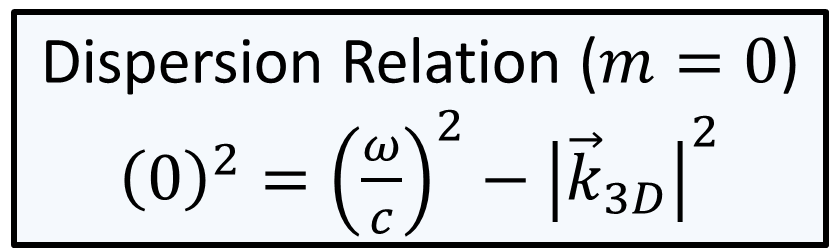 Dispersion Relation (m = 0)
(0)² = (ω/c)² − |k⃗₃D|²